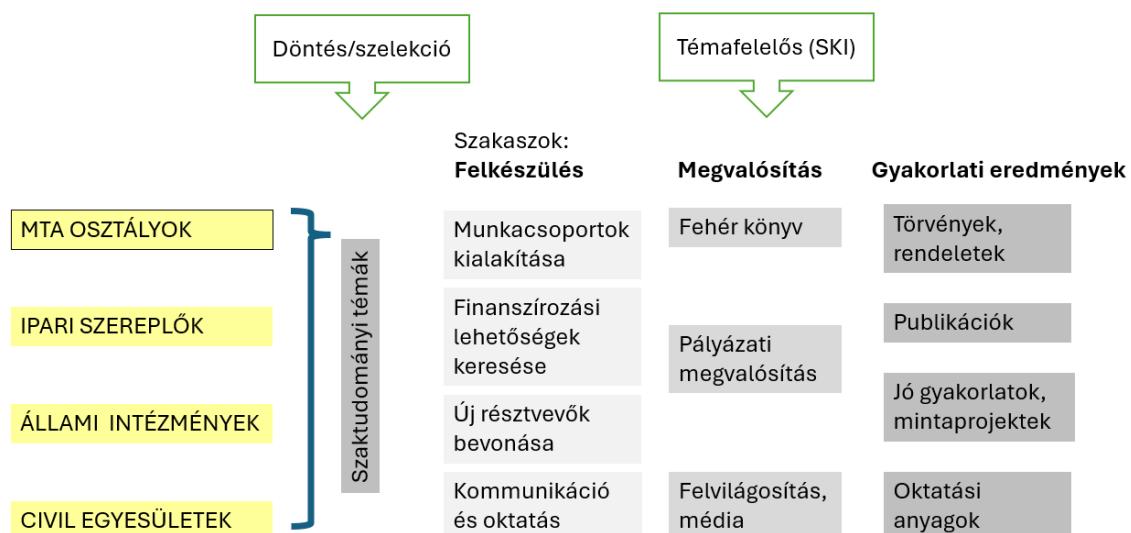 Döntés/szelekció
Témafelelős (SKI)
Szakaszok:
Felkészülés
Megvalósítás
Gyakorlati eredmények
MTA OSZTÁLYOK
IPARI SZEREPLŐK
ÁLLAMI INTÉZMÉNYEK
CIVIL EGYESÜLETEK
Szaktudományi témák
Munkacsoportok
kialakítása
Finanszírozási
lehetőségek
keresése
Új résztvevők
bevonása
Kommunikáció
és oktatás
Fehér könyv
Pályázati
megvalósítás
Felvilágosítás,
média
Törvények,
rendeletek
Publikációk
Jó gyakorlatok,
mintaprojektek
Oktatási
anyagok